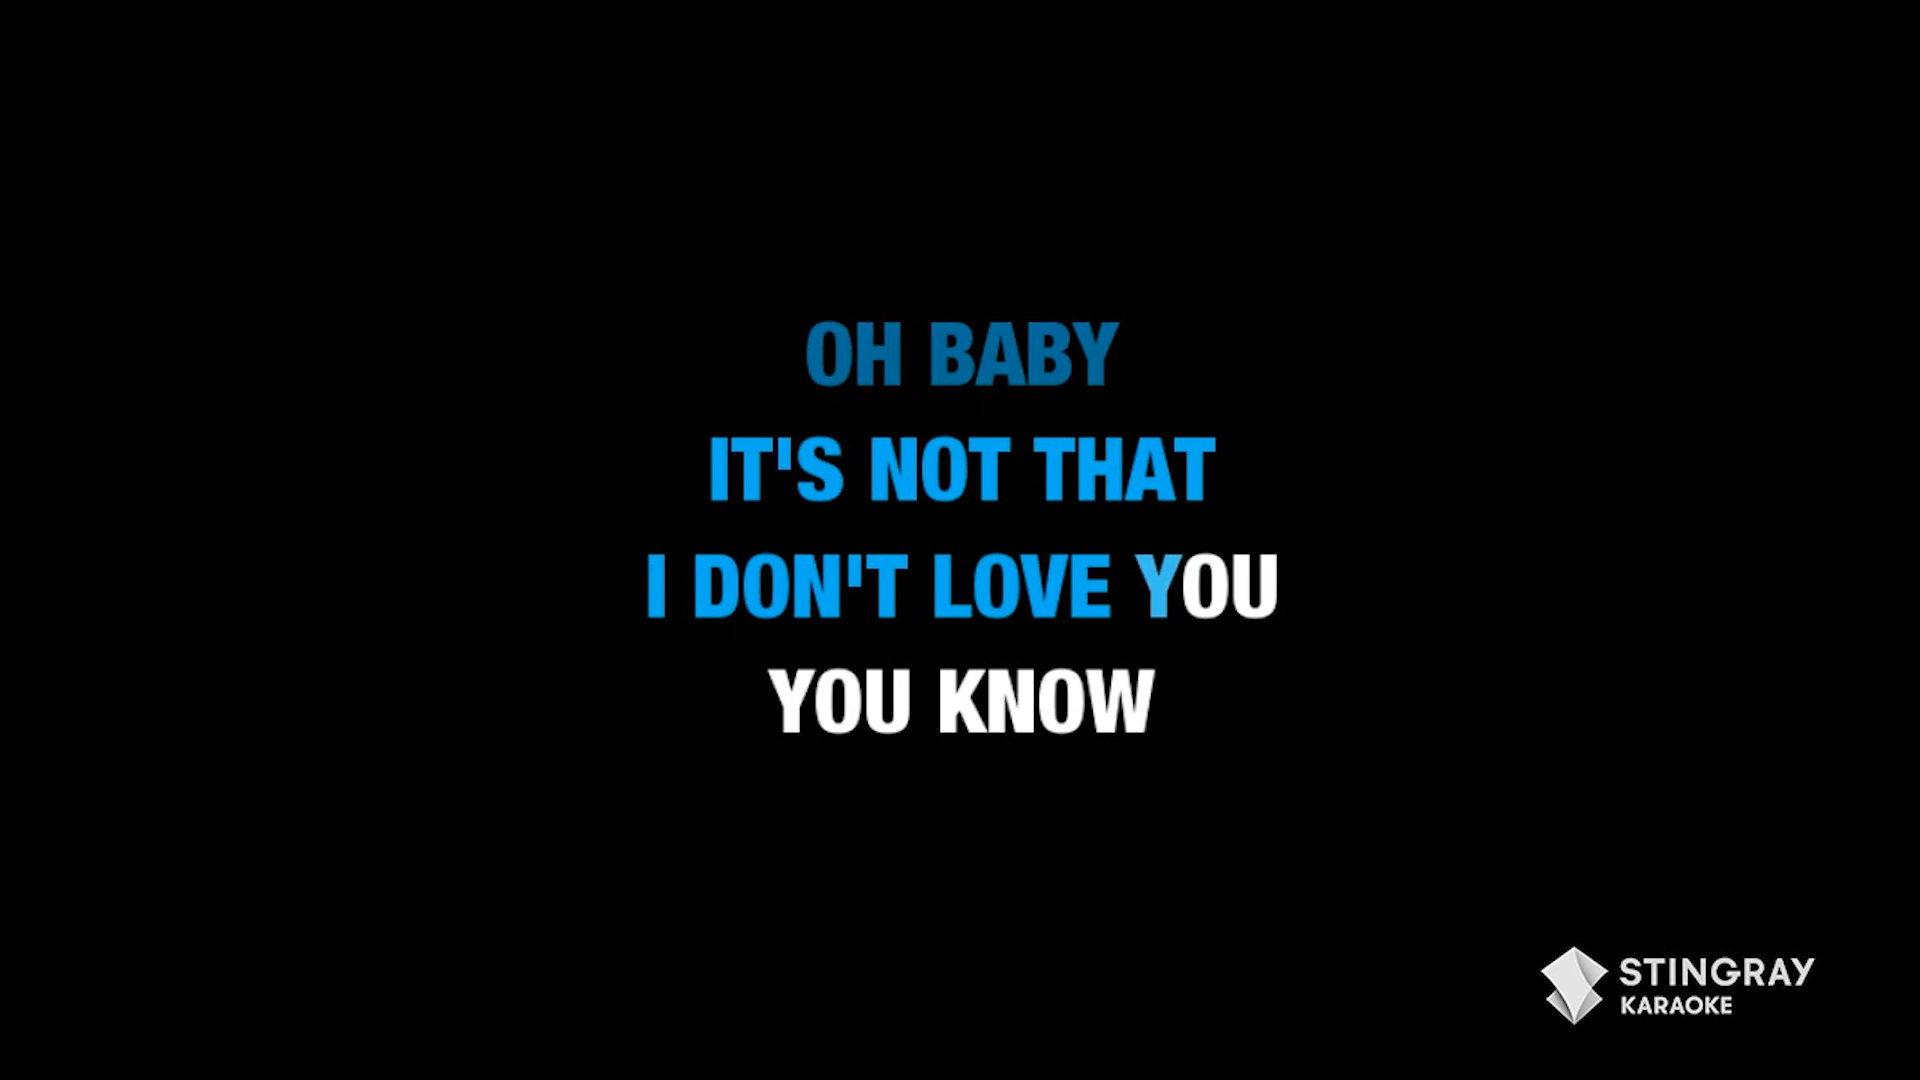 OH BABY
IT'S NOT THAT
I DON'T LOVE YOU
YOU KNOW
STINGRAY
KARAOKE